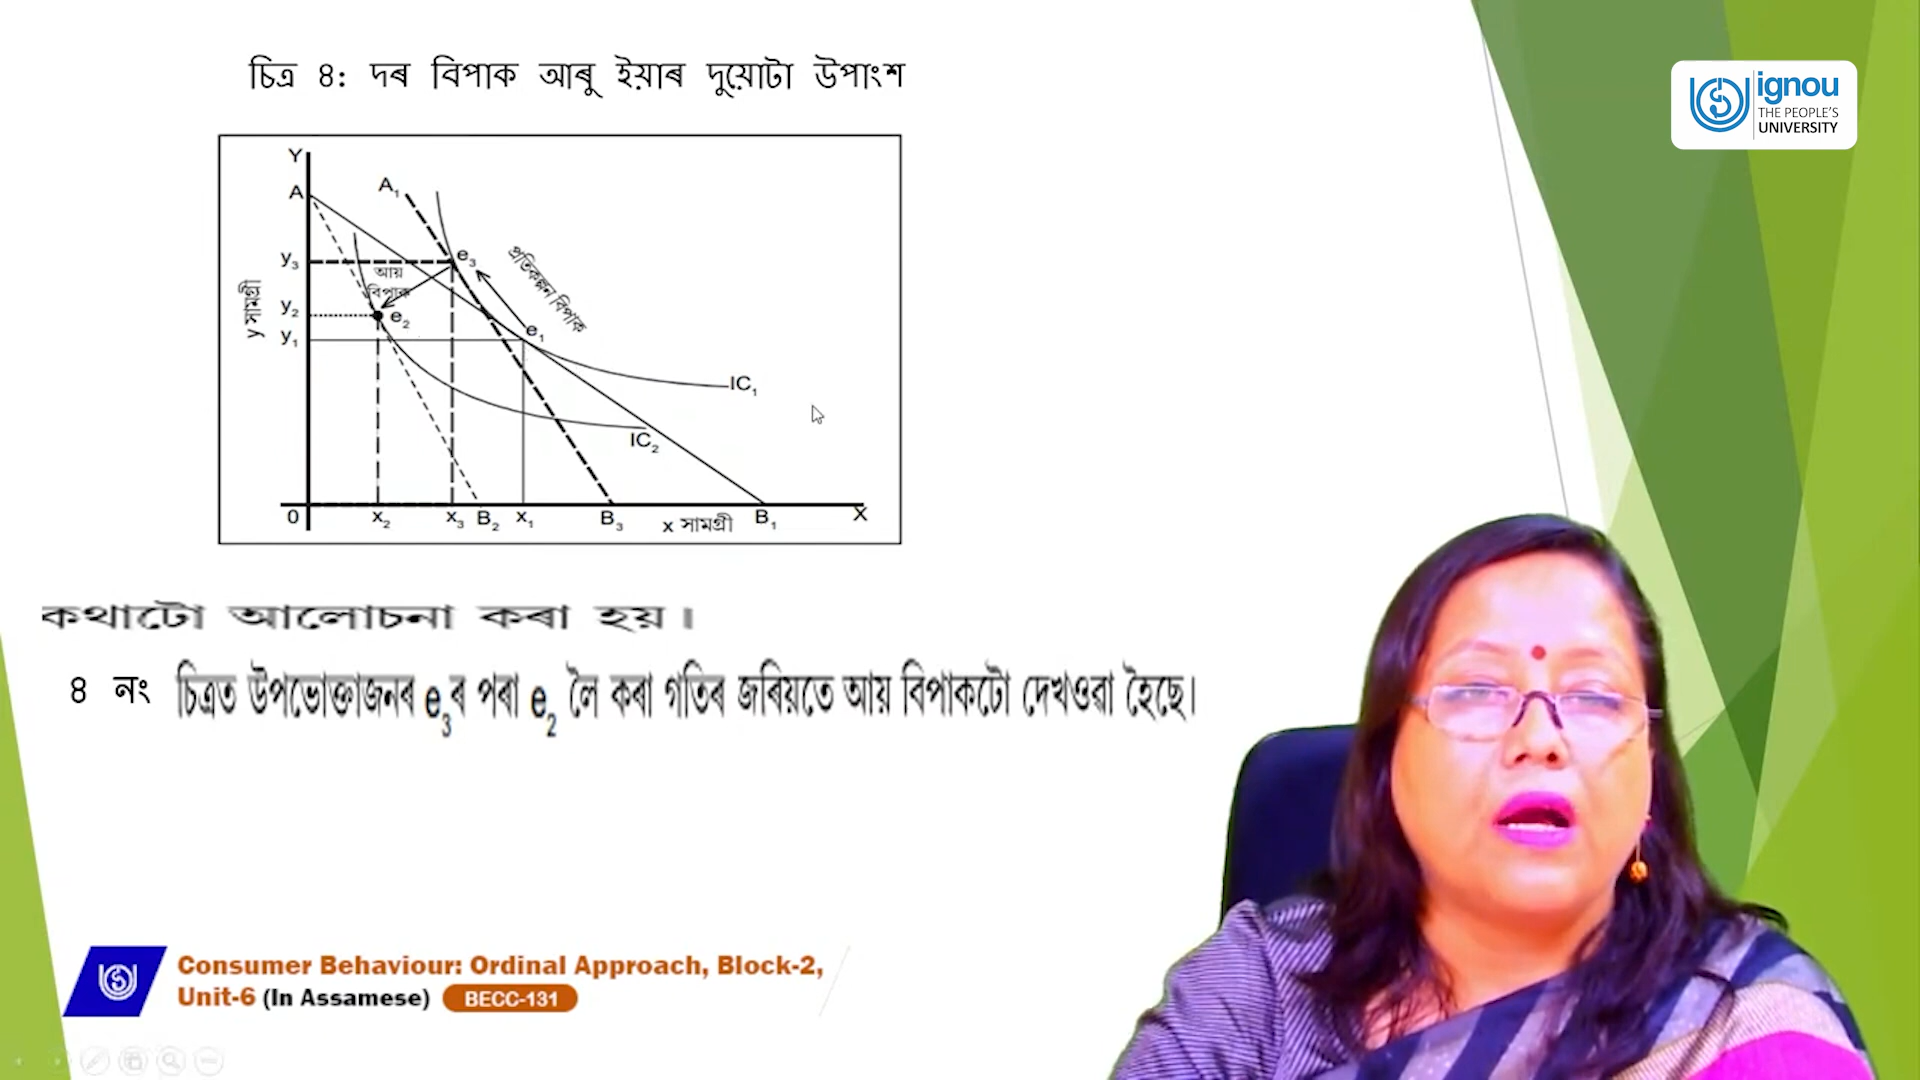 চিত্ৰ ৪: দৰ বিপাক আৰু ইয়াৰ দুয়োটা উপাংশ
ignou
THE PEOPLE'S
UNIVERSITY
Y
A
A₁
y₃
e₃
আয়
বিপাক
প্ৰতিকল্পন বিপাক
y সামগ্ৰী
y₂
e₂
y₁
e₁
IC₁
IC₂
0
x₂
x₃
B₂
x₁
B₃
x সামগ্ৰী
B₁
X
কথাটো আলোচনা কৰা হয়।
৪ নং চিত্ৰত উপভোক্তাজনৰ e₃ৰ পৰা e₂ লৈ কৰা গতিৰ জৰিয়তে আয় বিপাকটো দেখওৱা হৈছে।
Consumer Behaviour: Ordinal Approach, Block-2,
Unit-6 (In Assamese) BECC-131